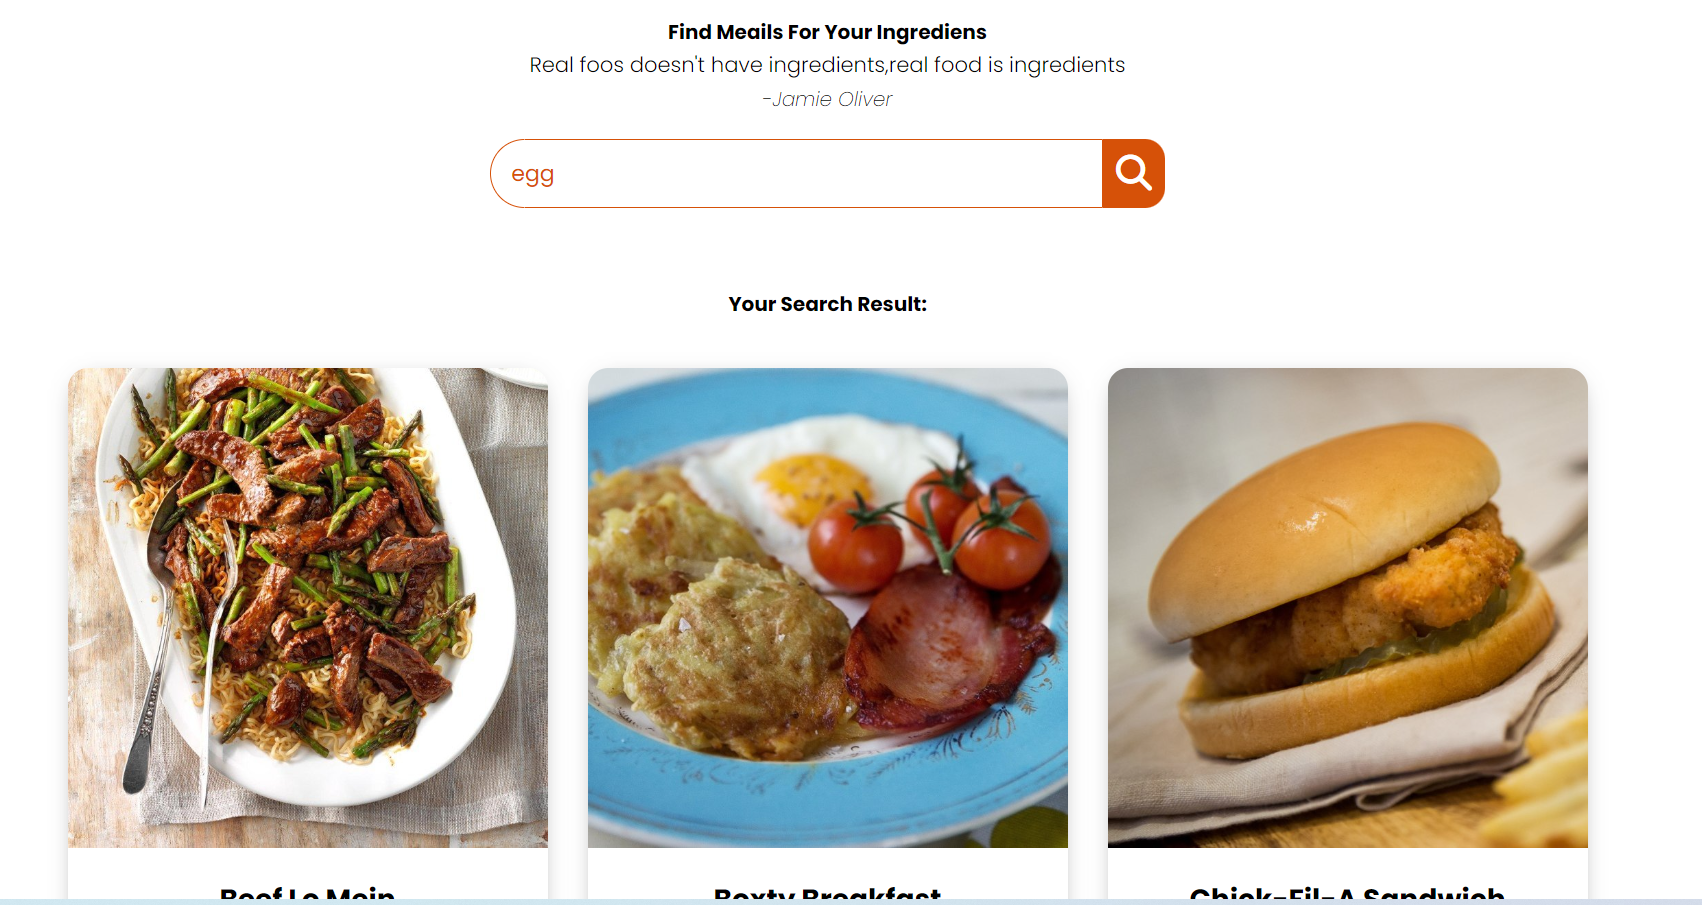 Find Meails For Your Ingrediens
Real foos doesn't have ingredients,real food is ingredients
-Jamie Oliver
egg
Your Search Result:
Beef Lo Mein
Boxty Breakfast
Chick-Fil-A Sandwich